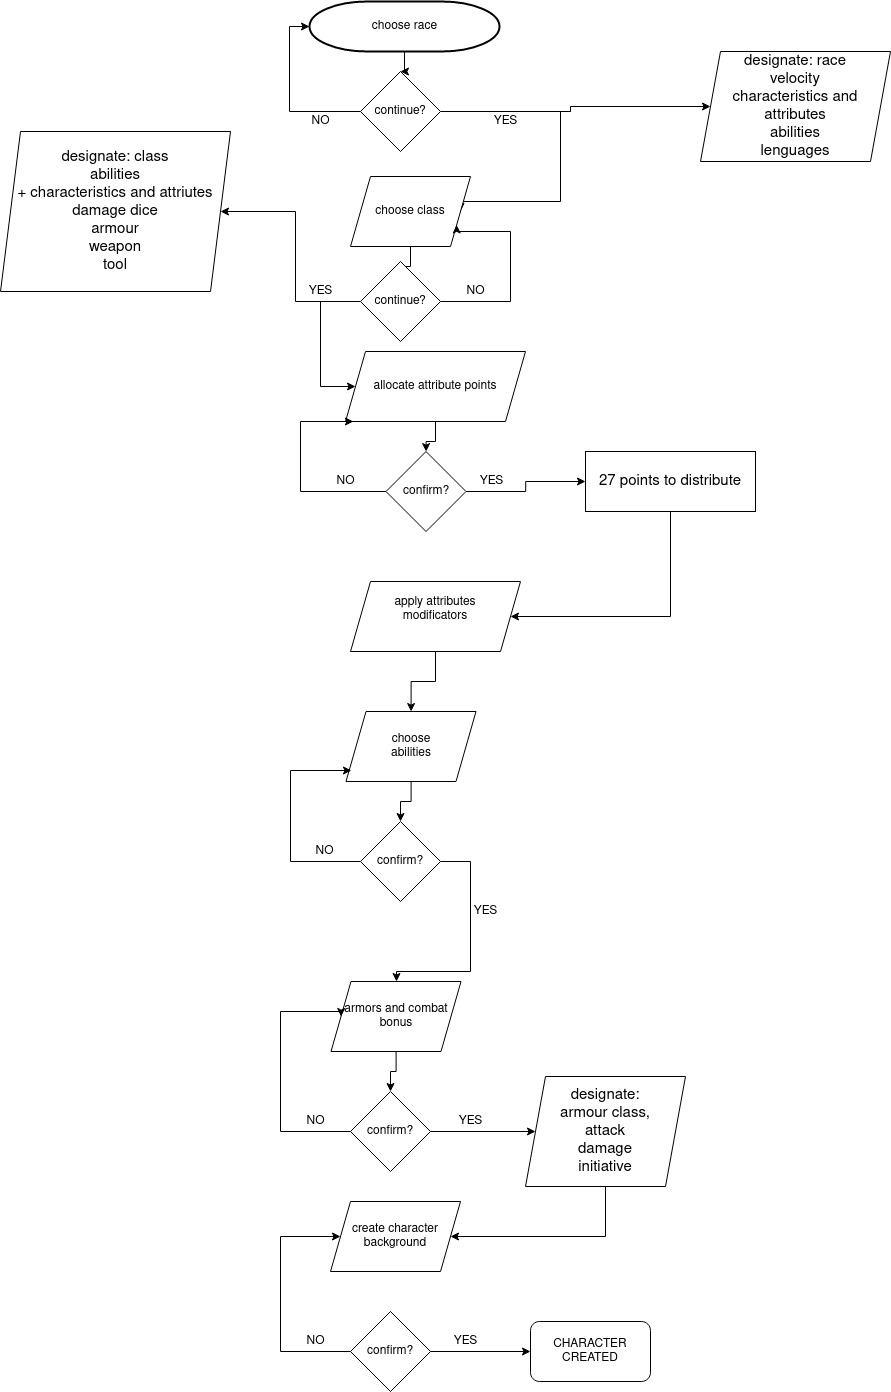 choose race
continue?
NO
YES
designate: race
velocity
characteristics and
attributes
abilities
lenguages
designate: class
abilities
+ characteristics and attriutes
damage dice
armour
weapon
tool
choose class
continue?
YES
NO
allocate attribute points
confirm?
NO
YES
27 points to distribute
apply attributes
modificators
choose
abilities
confirm?
NO
YES
armors and combat
bonus
confirm?
NO
YES
designate:
armour class,
attack
damage
initiative
create character
background
confirm?
NO
YES
CHARACTER
CREATED